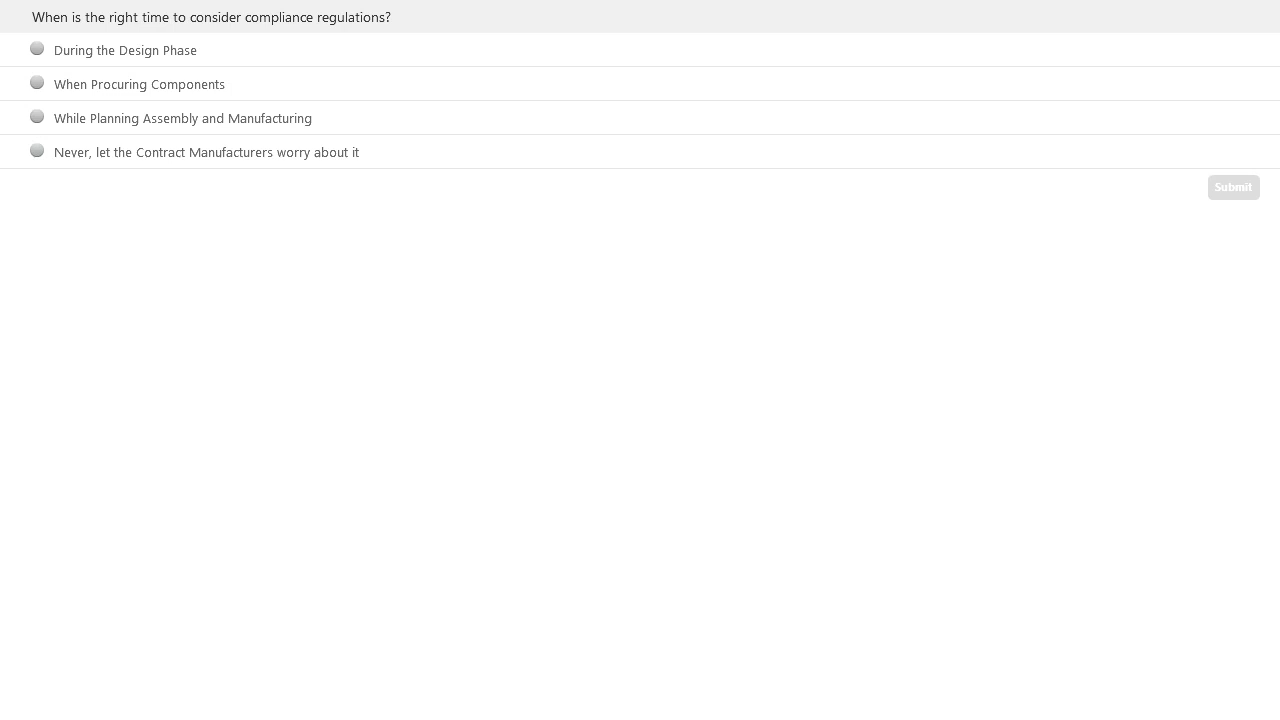 When is the right time to consider compliance regulations?
During the Design Phase
When Procuring Components
While Planning Assembly and Manufacturing
Never, let the Contract Manufacturers worry about it
Submit